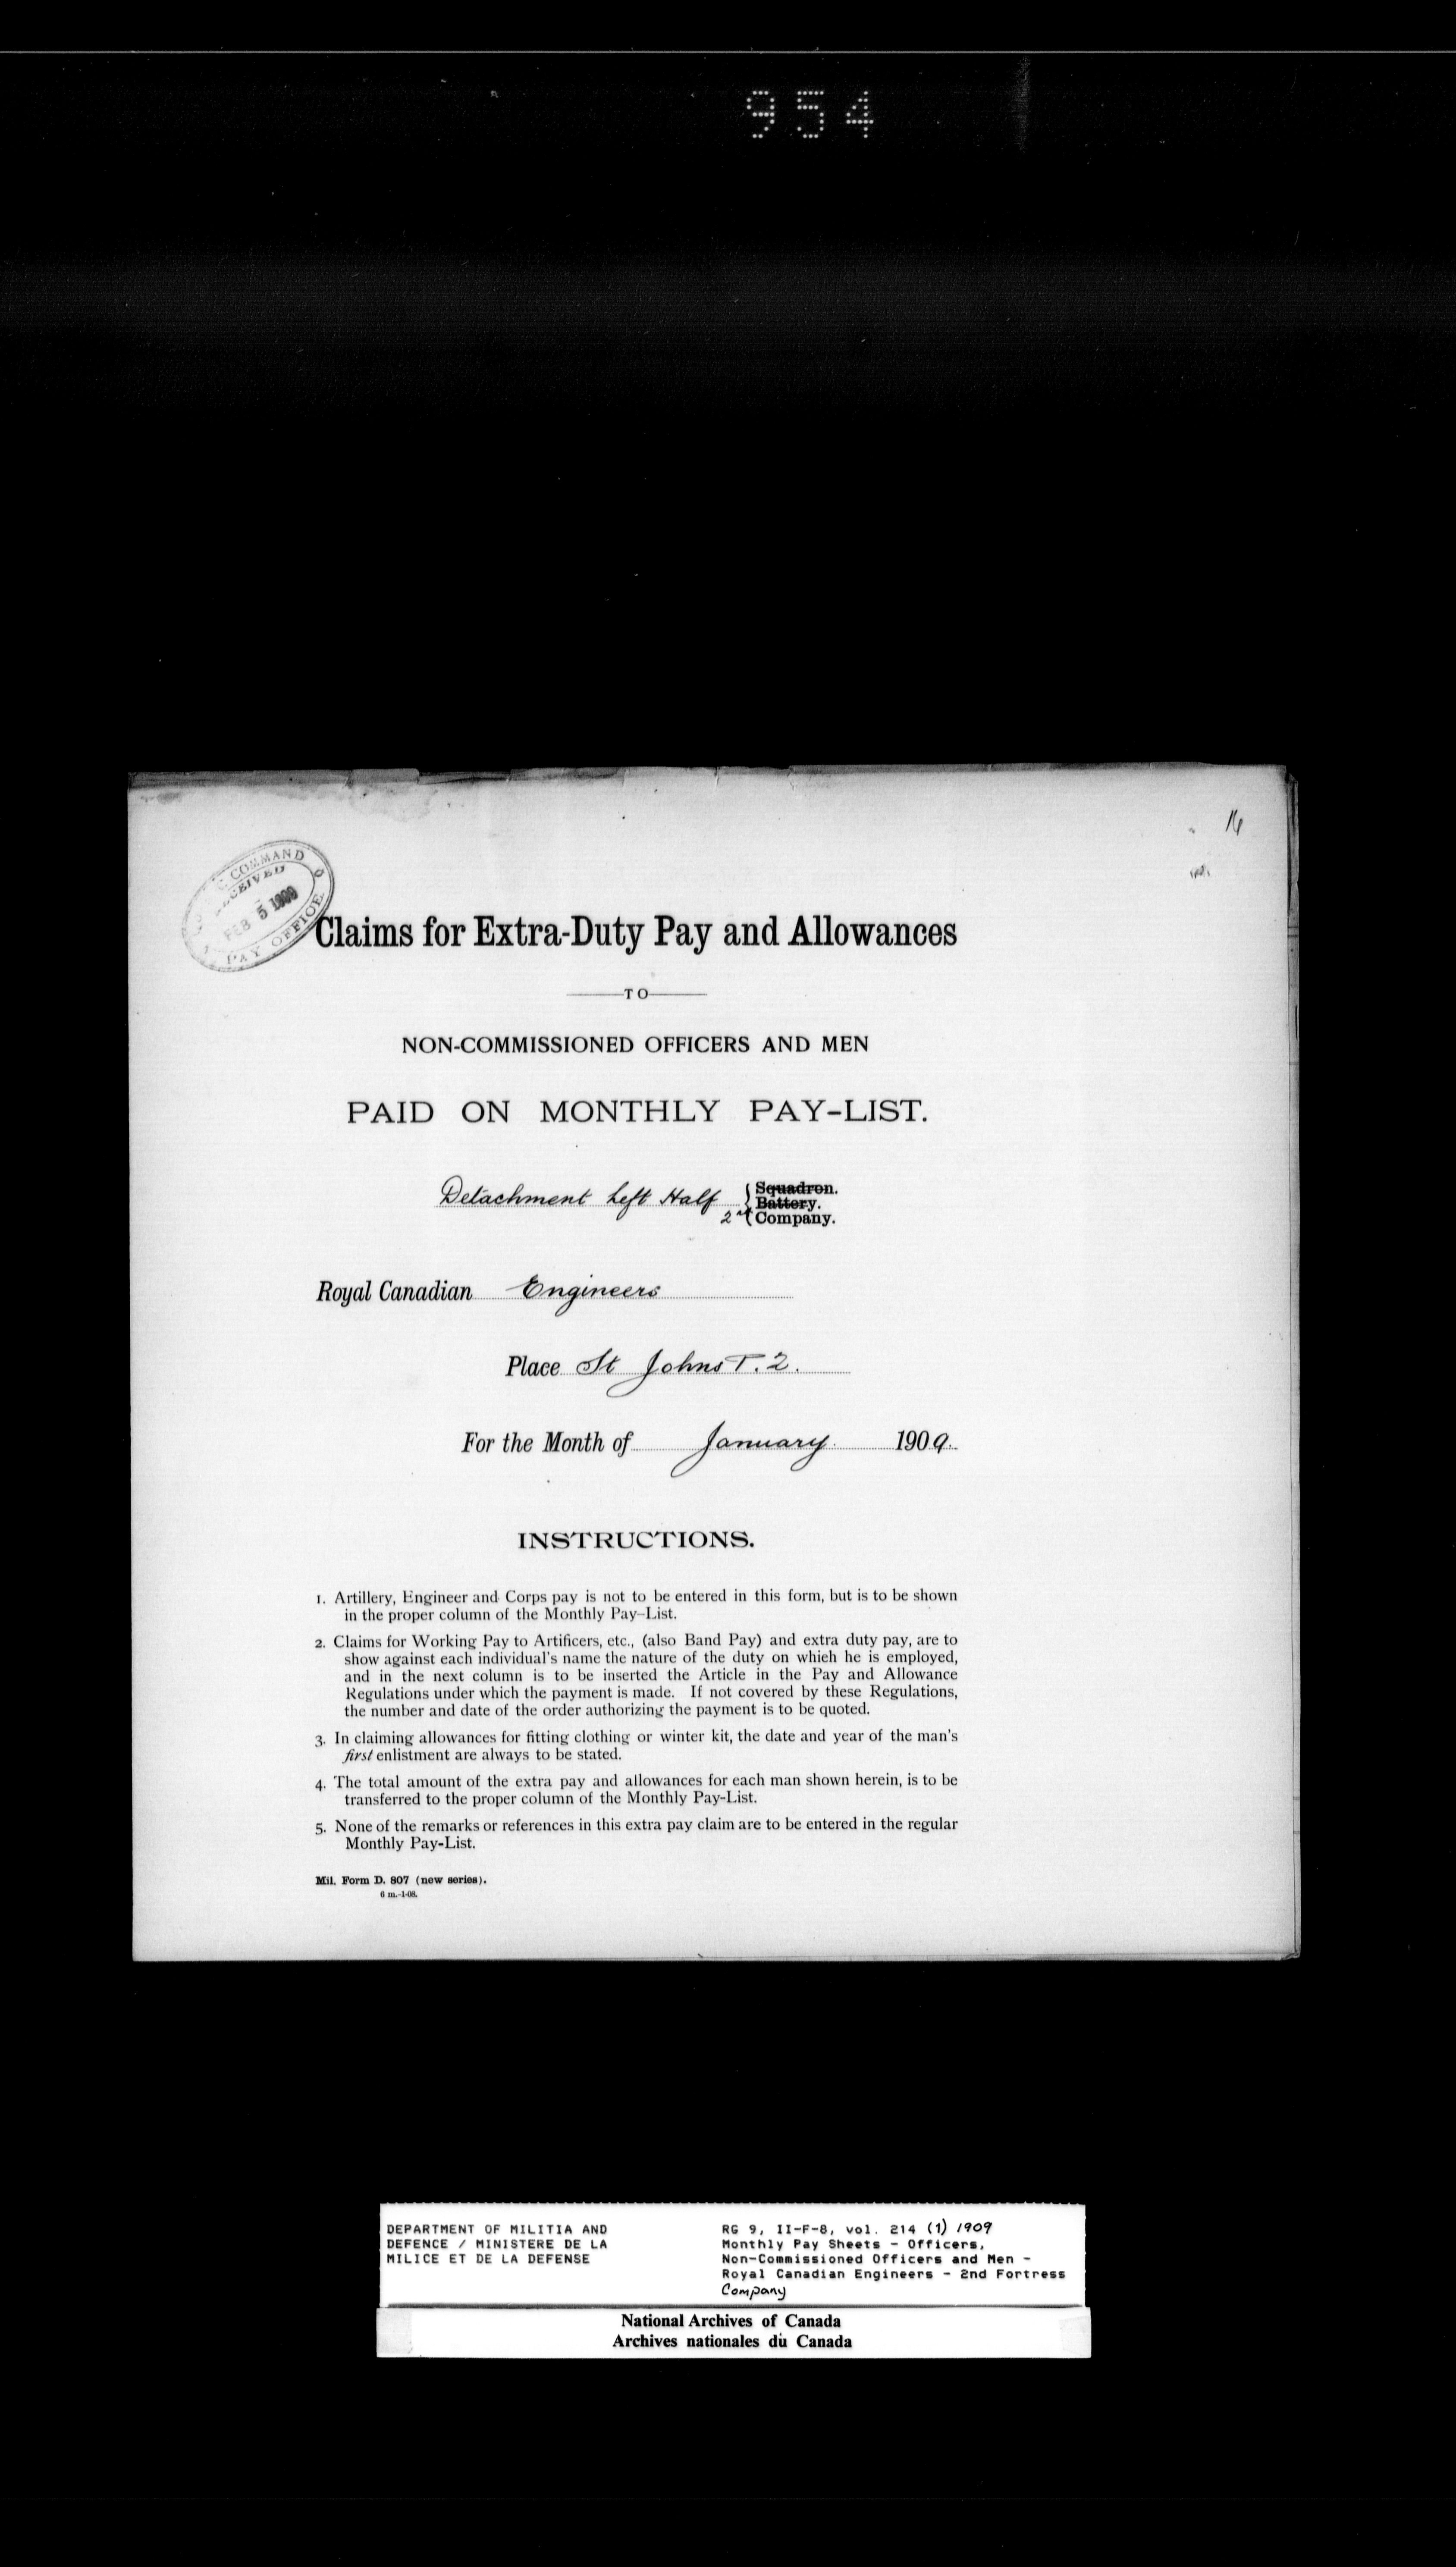 954
16
COMMAND
RECEIVED
FEB 5 1909
PAY OFFICE
Claims for Extra-Duty Pay and Allowances
TO
NON-COMMISSIONED OFFICERS AND MEN
PAID ON MONTHLY PAY-LIST.
Detachment Left Half
Squadron.
Battery.
2nd Company.
Royal Canadian Engineers
Place St Johns P.Q.
For the Month of January 1909.
INSTRUCTIONS.
1. Artillery, Engineer and Corps pay is not to be entered in this form, but is to be shown
in the proper column of the Monthly Pay-List.
2. Claims for Working Pay to Artificers, etc., (also Band Pay) and extra duty pay, are to
show against each individual's name the nature of the duty on which he is employed,
and in the next column is to be inserted the Article in the Pay and Allowance
Regulations under which the payment is made. If not covered by these Regulations,
the number and date of the order authorizing the payment is to be quoted.
3. In claiming allowances for fitting clothing or winter kit, the date and year of the man's
first enlistment are always to be stated.
4. The total amount of the extra pay and allowances for each man shown herein, is to be
transferred to the proper column of the Monthly Pay-List.
5. None of the remarks or references in this extra pay claim are to be entered in the regular
Monthly Pay-List.
Mil. Form D. 807 (new series).
6 m.-1-08.
DEPARTMENT OF MILITIA AND
DEFENCE / MINISTERE DE LA
MILICE ET DE LA DEFENSE
RG 9, II-F-8, vol. 214 (1) 1909
Monthly Pay Sheets - Officers,
Non-Commissioned Officers and Men -
Royal Canadian Engineers - 2nd Fortress
Company
National Archives of Canada
Archives nationales du Canada